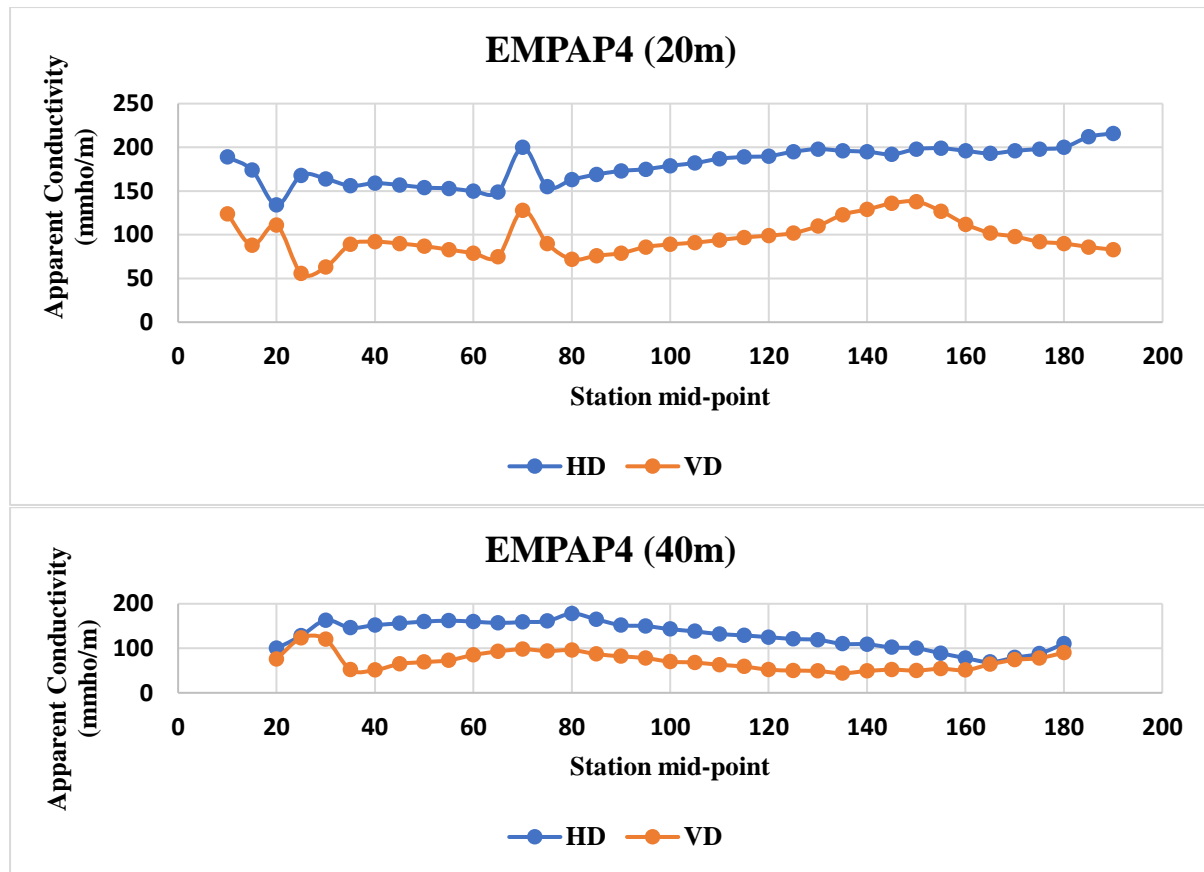 EMPAP4 (20m)
Apparent Conductivity
(mmho/m)
250
200
150
100
50
0
0 20 40 60 80 100 120 140 160 180 200
Station mid-point
HD VD
EMPAP4 (40m)
Apparent Conductivity
(mmho/m)
200
100
0
0 20 40 60 80 100 120 140 160 180 200
Station mid-point
HD VD